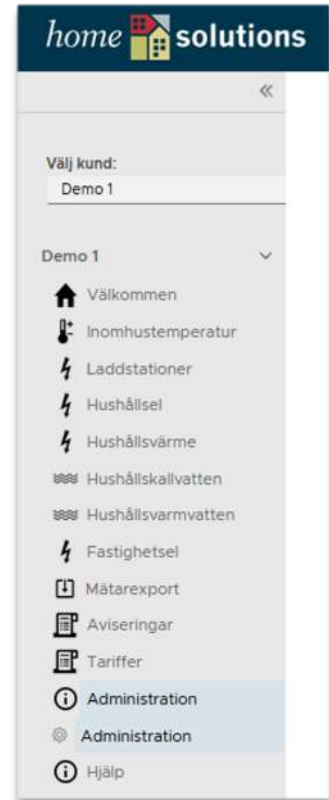 home solutions
«
Välj kund:
Demo 1
Demo 1
Välkommen
Inomhustemperatur
Laddstationer
Hushållsel
Hushållsvärme
Hushållskallvatten
Hushållsvarmvatten
Fastighetsel
Mätarexport
Aviseringar
Tariffer
Administration
Administration
Hjälp